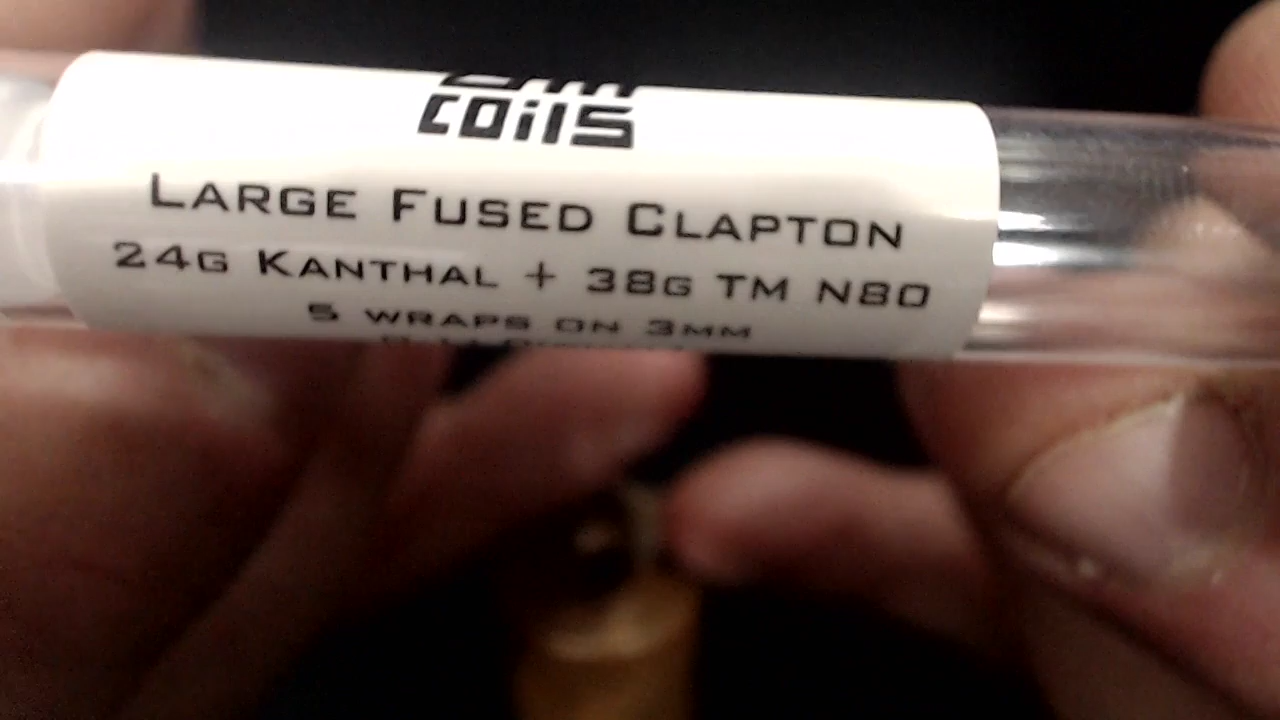 coils
LARGE FUSED CLAPTON
24G KANTHAL + 38G TM N80
5 WRAPS ON 3MM